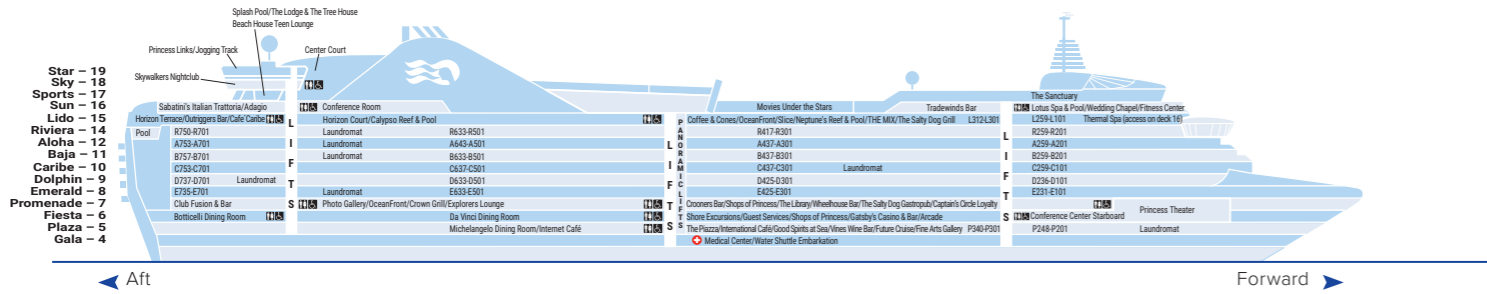 Splash Pool/The Lodge & The Tree House
Beach House Teen Lounge
Princess Links/Jogging Track
Center Court
Skywalkers Nightclub
Star – 19
Sky – 18
Sports – 17
Sun – 16
Lido – 15
Riviera – 14
Aloha – 12
Baja – 11
Caribe – 10
Dolphin – 9
Emerald – 8
Promenade – 7
Fiesta – 6
Plaza – 5
Gala – 4
The Sanctuary
Sabatini's Italian Trattoria/Adagio
Conference Room
Movies Under the Stars
Tradewinds Bar
Lotus Spa & Pool/Wedding Chapel/Fitness Center
Horizon Terrace/Outriggers Bar/Cafe' Caribe
Horizon Court/Calypso Reef & Pool
Coffee & Cones/OceanFront/Slice/Neptune's Reef & Pool/THE MIX/The Salty Dog Grill L312-L301
L259-L101 Thermal Spa (access on deck 16)
Pool
R750-R701
Laundromat
R633-R501
R417-R301
R259-R201
A753-A701
Laundromat
A643-A501
A437-A301
A259-A201
B757-B701
Laundromat
B633-B501
B437-B301
B259-B201
C753-C701
C637-C501
C437-C301
Laundromat
C259-C101
D737-D701
Laundromat
D633-D501
D425-D301
D236-D101
E735-E701
Laundromat
E633-E501
E425-E301
E231-E101
Club Fusion & Bar
Photo Gallery/OceanFront/Crown Grill/Explorers Lounge
Crooners Bar/Shops of Princess/The Library/Wheelhouse Bar/The Salty Dog Gastropub/Captain's Circle Loyalty
Princess Theater
Botticelli Dining Room
Da Vinci Dining Room
Shore Excursions/Guest Services/Shops of Princess/Gatsby's Casino & Bar/Arcade
Conference Center Starboard
Michelangelo Dining Room/Internet Café
The Piazza/International Café/Good Spirits at Sea/Vines Wine Bar/Future Cruise/Fine Arts Gallery P340-P301
P248-P201
Laundromat
Medical Center/Water Shuttle Embarkation
LIFTS
LIFTS
PANORAMIC LIFTS
LIFTS
Aft
Forward